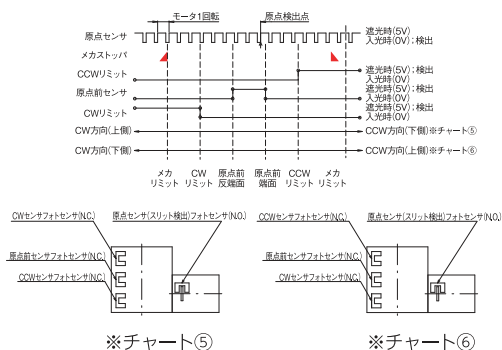 モータ1回転
原点検出点
原点センサ
遮光時(5V)
入光時(0V):検出
メカストッパ
CCWリミット
遮光時(5V):検出
入光時(0V)
原点前センサ
遮光時(5V):検出
入光時(0V)
CWリミット
遮光時(5V):検出
入光時(0V)
CW方向(上側)
CCW方向(下側)※チャート⑤
CW方向(下側)
CCW方向(上側)※チャート⑥
メカ
リミット
CW
リミット
原点前
反端面
原点前
端面
CCW
リミット
メカ
リミット
CWセンサフォトセンサ(N.C.)
原点センサ(スリット検出)フォトセンサ(N.O.)
原点前センサフォトセンサ(N.C.)
CCWセンサフォトセンサ(N.C.)
※チャート⑤
CCWセンサフォトセンサ(N.C.)
原点センサ(スリット検出)フォトセンサ(N.O.)
原点前センサフォトセンサ(N.C.)
CWセンサフォトセンサ(N.C.)
※チャート⑥